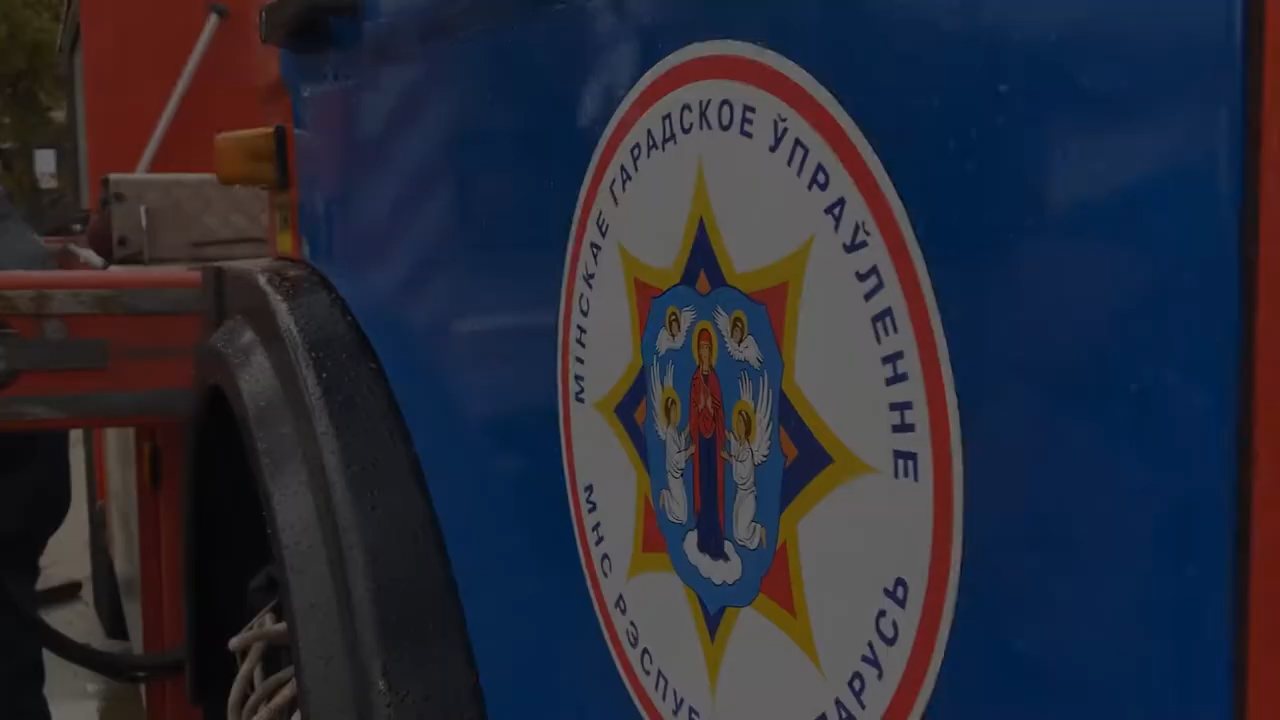 МІНСКАЕ ГАРАДСКОЕ ЎПРАЎЛЕННЕ
МНС